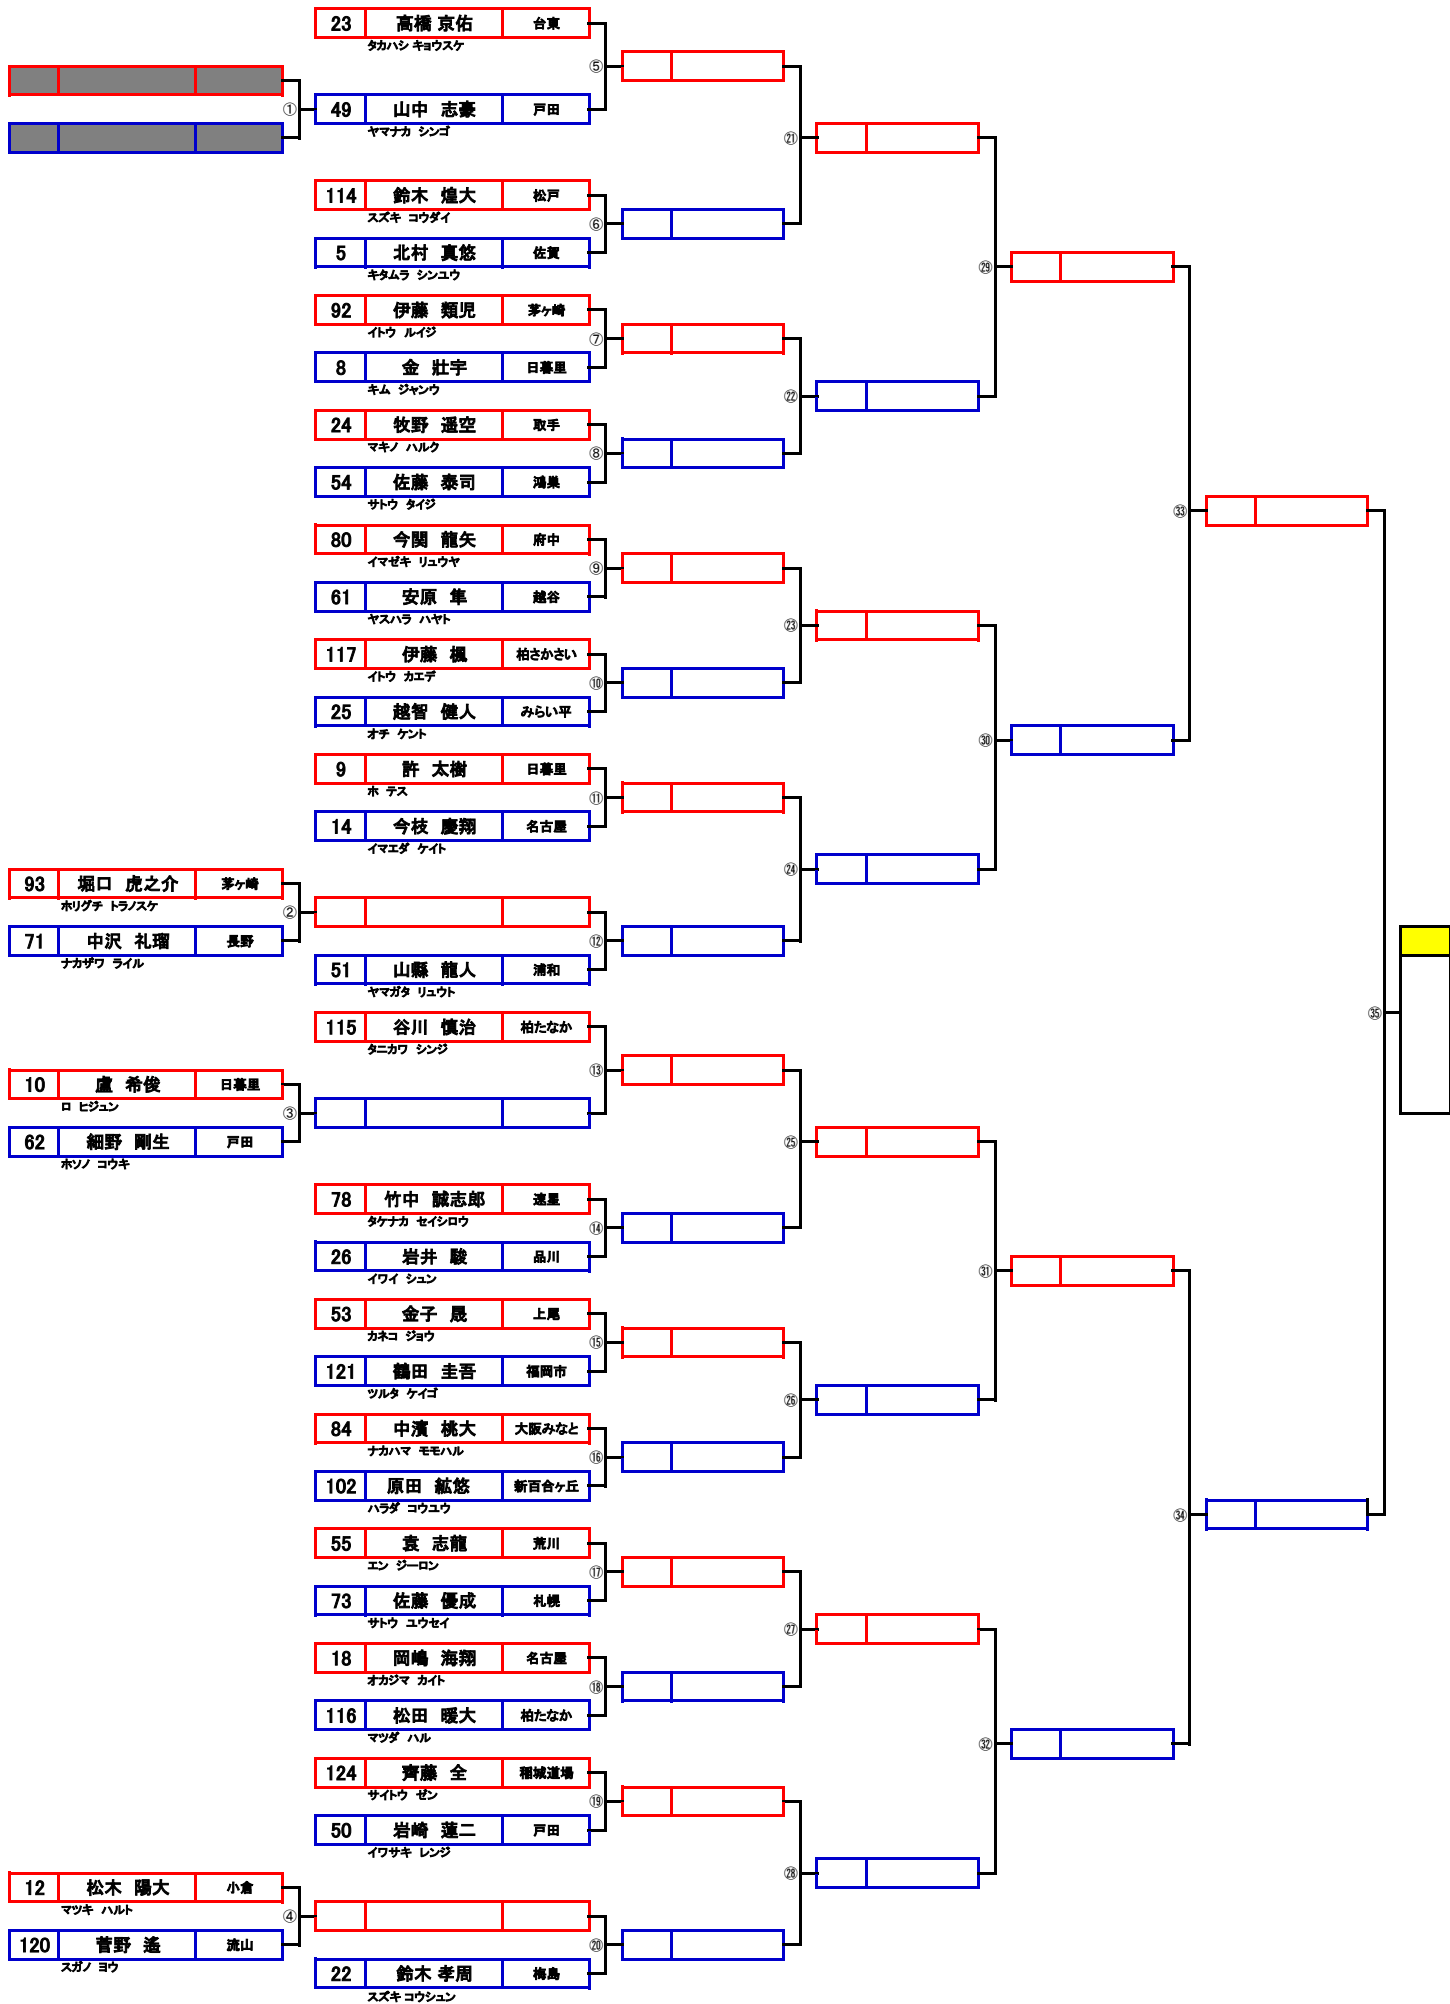 23 高橋 京佑 台東
タカハシ キョウスケ
⑤
①
49 山中 志豪 戸田
ヤマナカ シンゴ
㉑
114 鈴木 煌大 松戸
スズキ コウダイ
⑥
5 北村 真悠 佐賀
キタムラ シンユウ
㉙
92 伊藤 類児 茅ヶ崎
イトウ ルイジ
⑦
8 金 壯宇 日暮里
キム ジャンウ
㉒
24 牧野 遥空 取手
マキノ ハルク
⑧
54 佐藤 泰司 鴻巣
サトウ タイジ
㉝
80 今関 龍矢 府中
イマゼキ リュウヤ
⑨
61 安原 隼 越谷
ヤスハラ ハヤト
㉓
117 伊藤 楓 柏さかさい
イトウ カエデ
⑩
25 越智 健人 みらい平
オチ ケント
㉚
9 許 太樹 日暮里
ホ テス
⑪
14 今枝 慶翔 名古屋
イマエダ ケイト
㉔
93 堀口 虎之介 茅ヶ崎
ホリグチ トラノスケ
②
71 中沢 礼瑠 長野
ナカザワ ライル
⑫
51 山縣 龍人 浦和
ヤマガタ リュウト
㉟
115 谷川 慎治 柏たなか
タニカワ シンジ
⑬
10 盧 希俊 日暮里
ロ ヒジュン
③
62 細野 剛生 戸田
ホソノ コウキ
㉕
78 竹中 誠志郎 速星
タケナカ セイシロウ
⑭
26 岩井 駿 品川
イワイ シュン
㉛
53 金子 晟 上尾
カネコ ジョウ
⑮
121 鶴田 圭吾 福岡市
ツルタ ケイゴ
㉖
84 中濱 桃大 大阪みなと
ナカハマ モモハル
⑯
102 原田 紘悠 新百合ヶ丘
ハラダ コウユウ
㉞
55 袁 志龍 荒川
エン ジーロン
⑰
73 佐藤 優成 札幌
サトウ ユウセイ
㉗
18 岡嶋 海翔 名古屋
オカジマ カイト
⑱
116 松田 暖大 柏たなか
マツダ ハル
㉜
124 齊藤 全 稲城道場
サイトウ ゼン
⑲
50 岩崎 蓮二 戸田
イワサキ レンジ
㉘
12 松木 陽大 小倉
マツキ ハルト
④
120 菅野 遙 流山
スガノ ヨウ
⑳
22 鈴木 孝周 梅島
スズキ コウシュン